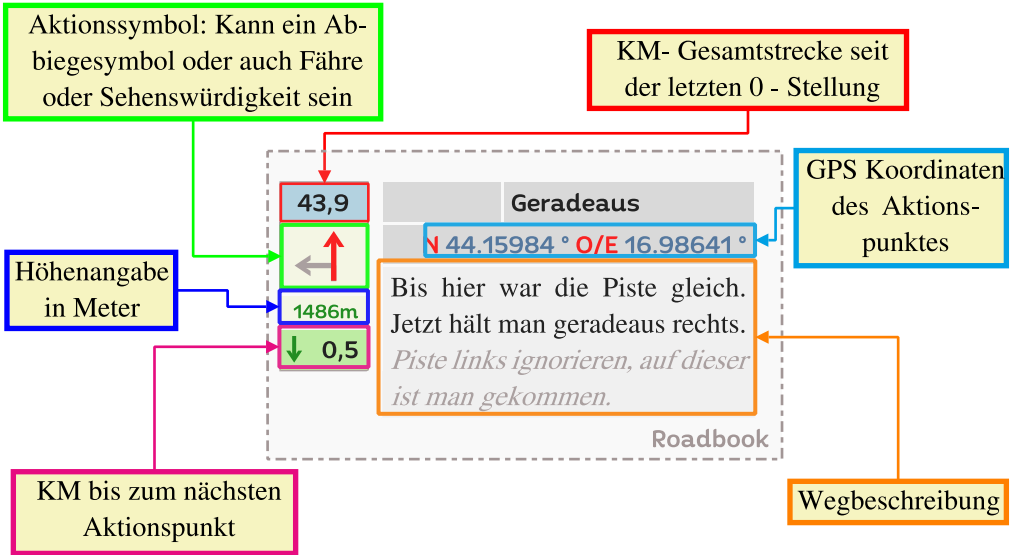 Aktionssymbol: Kann ein Ab-
biegesymbol oder auch Fähre
oder Sehenswürdigkeit sein
KM- Gesamtstrecke seit
der letzten 0 - Stellung
GPS Koordinaten
des Aktions-
punktes
43,9
Geradeaus
N 44.15984 ° O/E 16.98641 °
Höhenangabe
in Meter
1486m
0,5
Bis hier war die Piste gleich.
Jetzt hält man geradeaus rechts.
Piste links ignorieren, auf dieser
ist man gekommen.
Roadbook
KM bis zum nächsten
Aktionspunkt
Wegbeschreibung